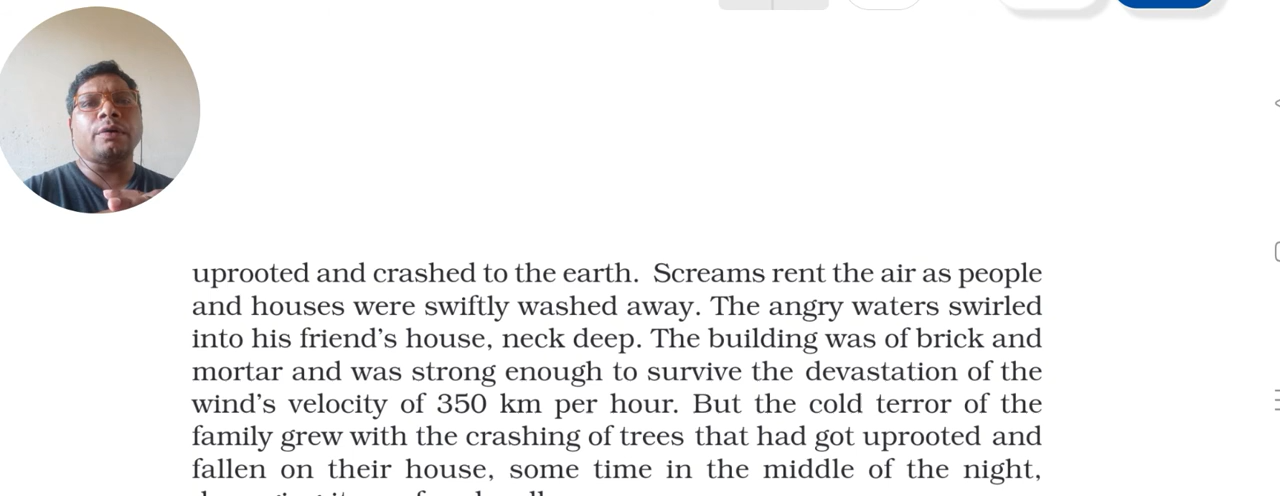 uprooted and crashed to the earth. Screams rent the air as people
and houses were swiftly washed away. The angry waters swirled
into his friend’s house, neck deep. The building was of brick and
mortar and was strong enough to survive the devastation of the
wind’s velocity of 350 km per hour. But the cold terror of the
family grew with the crashing of trees that had got uprooted and
fallen on their house, some time in the middle of the night,